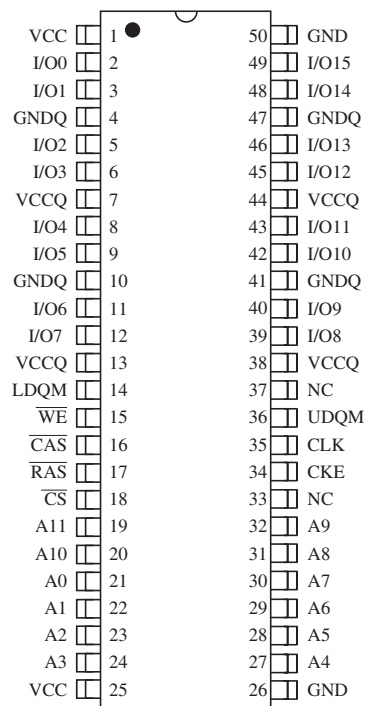 VCC 1 50 GND
I/O0 2 49 I/O15
I/O1 3 48 I/O14
GNDQ 4 47 GNDQ
I/O2 5 46 I/O13
I/O3 6 45 I/O12
VCCQ 7 44 VCCQ
I/O4 8 43 I/O11
I/O5 9 42 I/O10
GNDQ 10 41 GNDQ
I/O6 11 40 I/O9
I/O7 12 39 I/O8
VCCQ 13 38 VCCQ
LDQM 14 37 NC
W̅E̅ 15 36 UDQM
C̅A̅S̅ 16 35 CLK
R̅A̅S̅ 17 34 CKE
C̅S̅ 18 33 NC
A11 19 32 A9
A10 20 31 A8
A0 21 30 A7
A1 22 29 A6
A2 23 28 A5
A3 24 27 A4
VCC 25 26 GND